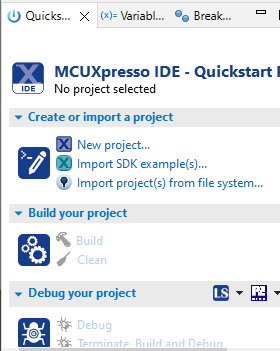 Quicks...
(x)= Variabl...
Break...
IDE
MCUXpresso IDE - Quickstart
No project selected
Create or import a project
New project...
Import SDK example(s)...
Import project(s) from file system...
Build your project
Build
Clean
Debug your project
LS
Debug
Terminate, Build and Debug